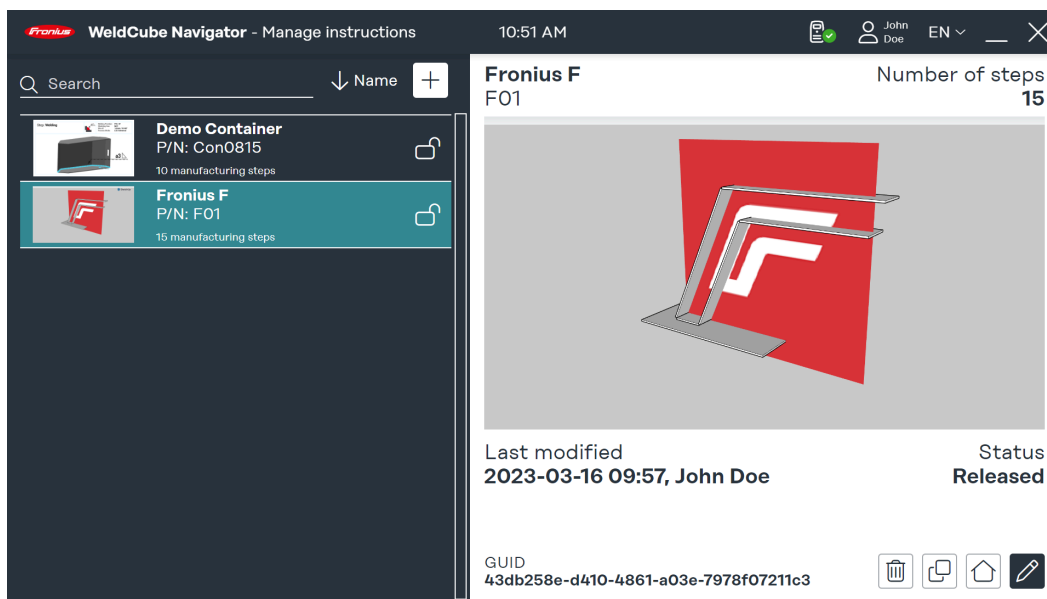 Fronius WeldCube Navigator - Manage instructions 10:51 AM John Doe EN
Search Name
Demo Container
P/N: Con0815
10 manufacturing steps
Fronius F
P/N: F01
15 manufacturing steps
Fronius F Number of steps
F01 15
Last modified Status
2023-03-16 09:57, John Doe Released
GUID
43db258e-d410-4861-a03e-7978f07211c3